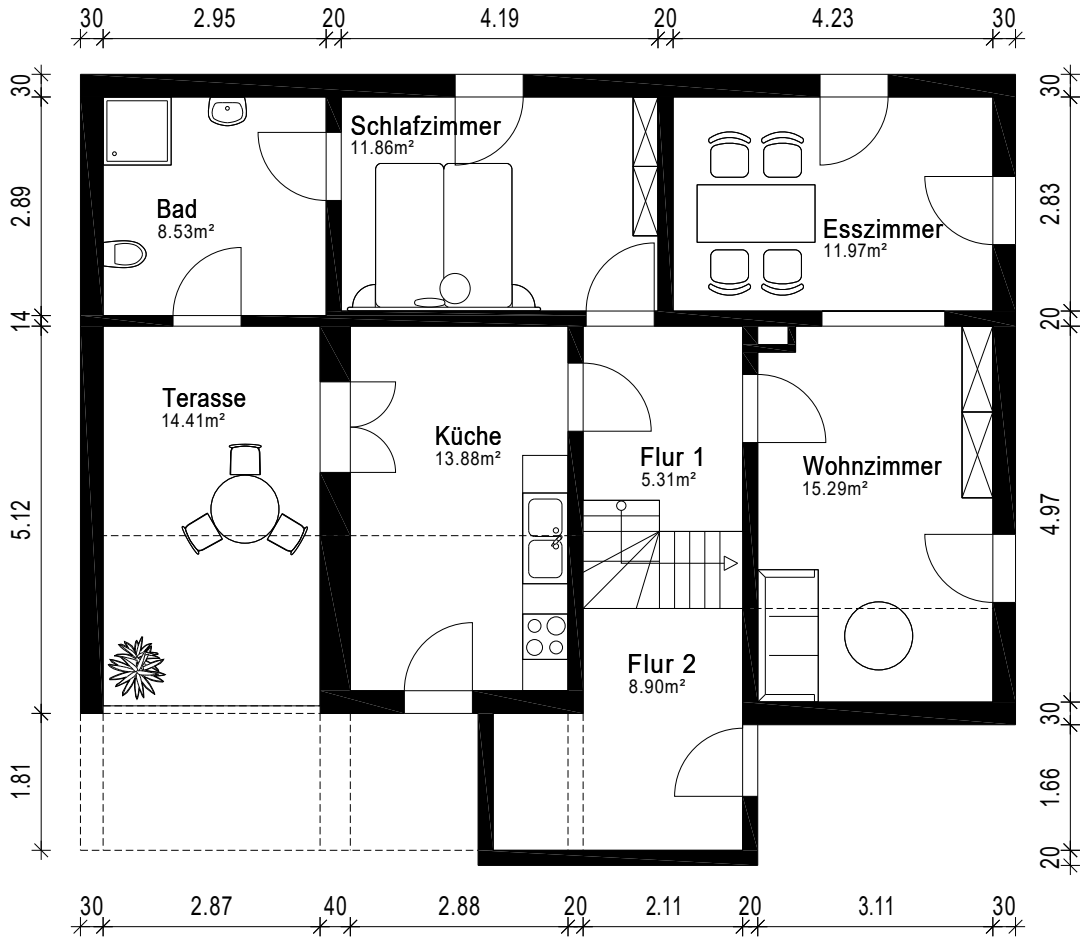 30 2.95 20 4.19 20 4.23 30
30
30
Schlafzimmer
11.86m²
2.89
2.83
Bad
8.53m²
Esszimmer
11.97m²
14
20
Terasse
14.41m²
Küche
13.88m²
Flur 1
5.31m²
Wohnzimmer
15.29m²
5.12
4.97
Flur 2
8.90m²
30
1.81
1.66
20
30 2.87 40 2.88 20 2.11 20 3.11 30